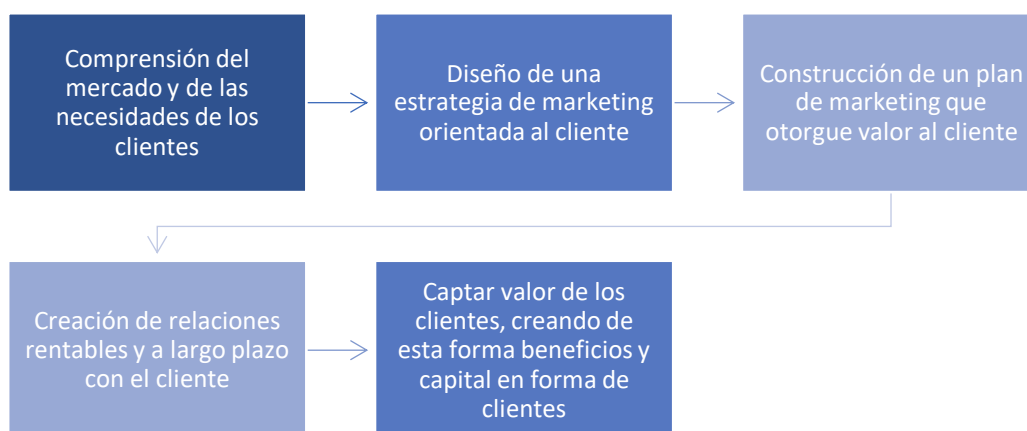 Comprensión del
mercado y de las
necesidades de los
clientes
Diseño de una
estrategia de marketing
orientada al cliente
Construcción de un plan
de marketing que
otorgue valor al cliente
Creación de relaciones
rentables y a largo plazo
con el cliente
Captar valor de los
clientes, creando de
esta forma beneficios y
capital en forma de
clientes